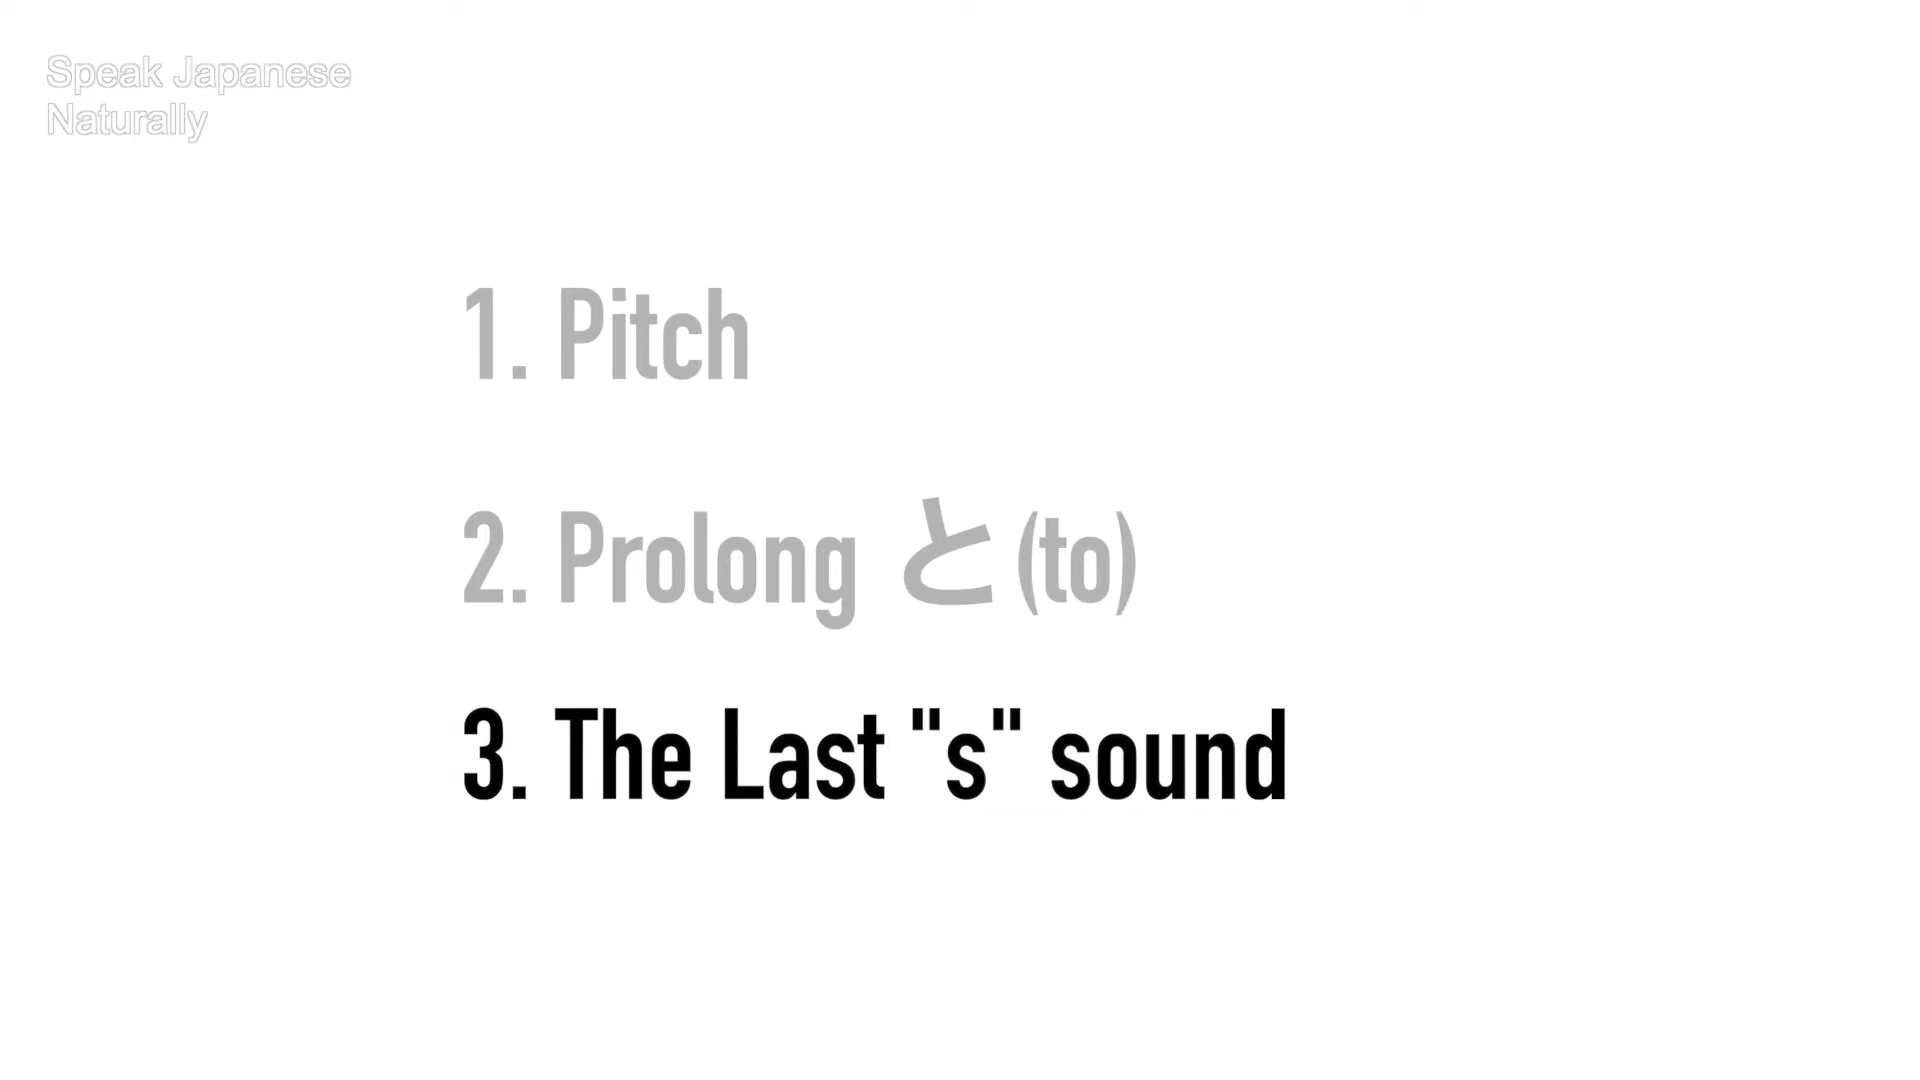 Speak Japanese
Naturally
1. Pitch
2. Prolong と(to)
3. The Last "s" sound